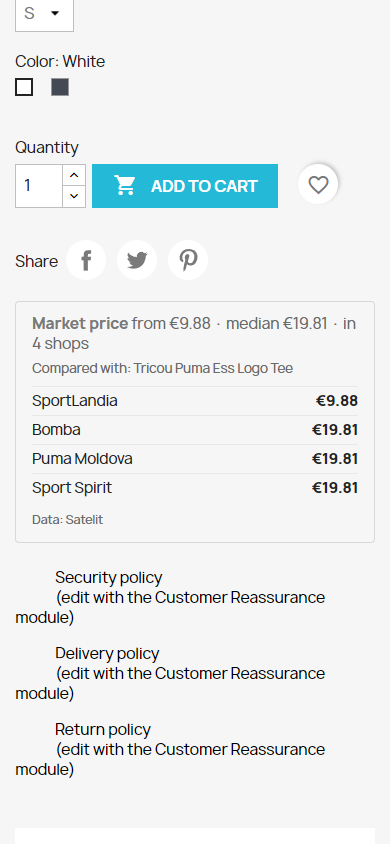 S
Color: White
Quantity
1
ADD TO CART
Share
Market price from €9.88 · median €19.81 · in
4 shops
Compared with: Tricou Puma Ess Logo Tee
SportLandia €9.88
Bomba €19.81
Puma Moldova €19.81
Sport Spirit €19.81
Data: Satelit
Security policy
(edit with the Customer Reassurance
module)
Delivery policy
(edit with the Customer Reassurance
module)
Return policy
(edit with the Customer Reassurance
module)